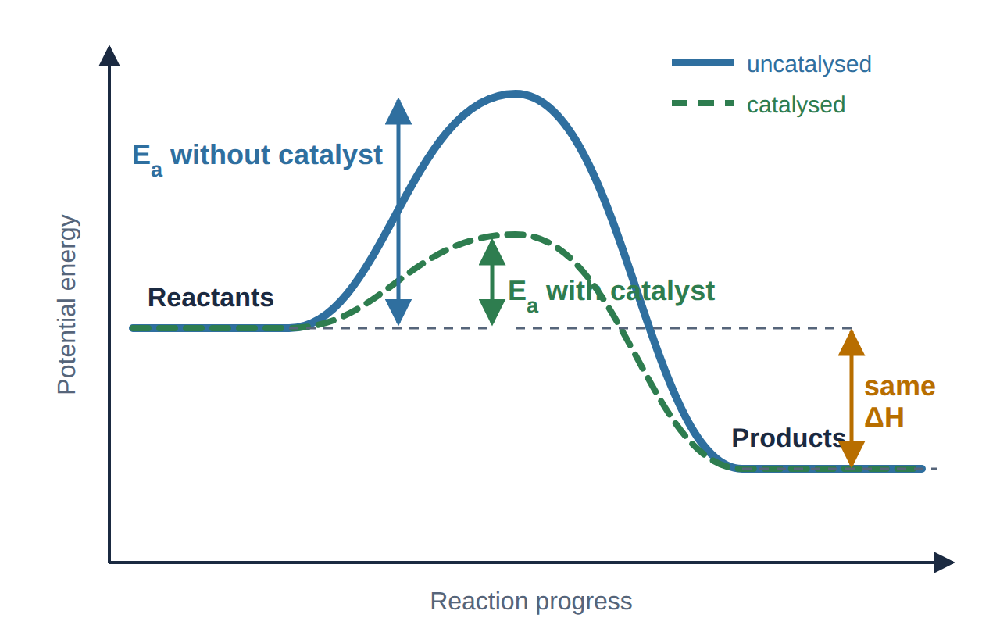 uncatalysed
catalysed
Ea without catalyst
Potential energy
Reactants
Ea with catalyst
same
ΔH
Products
Reaction progress